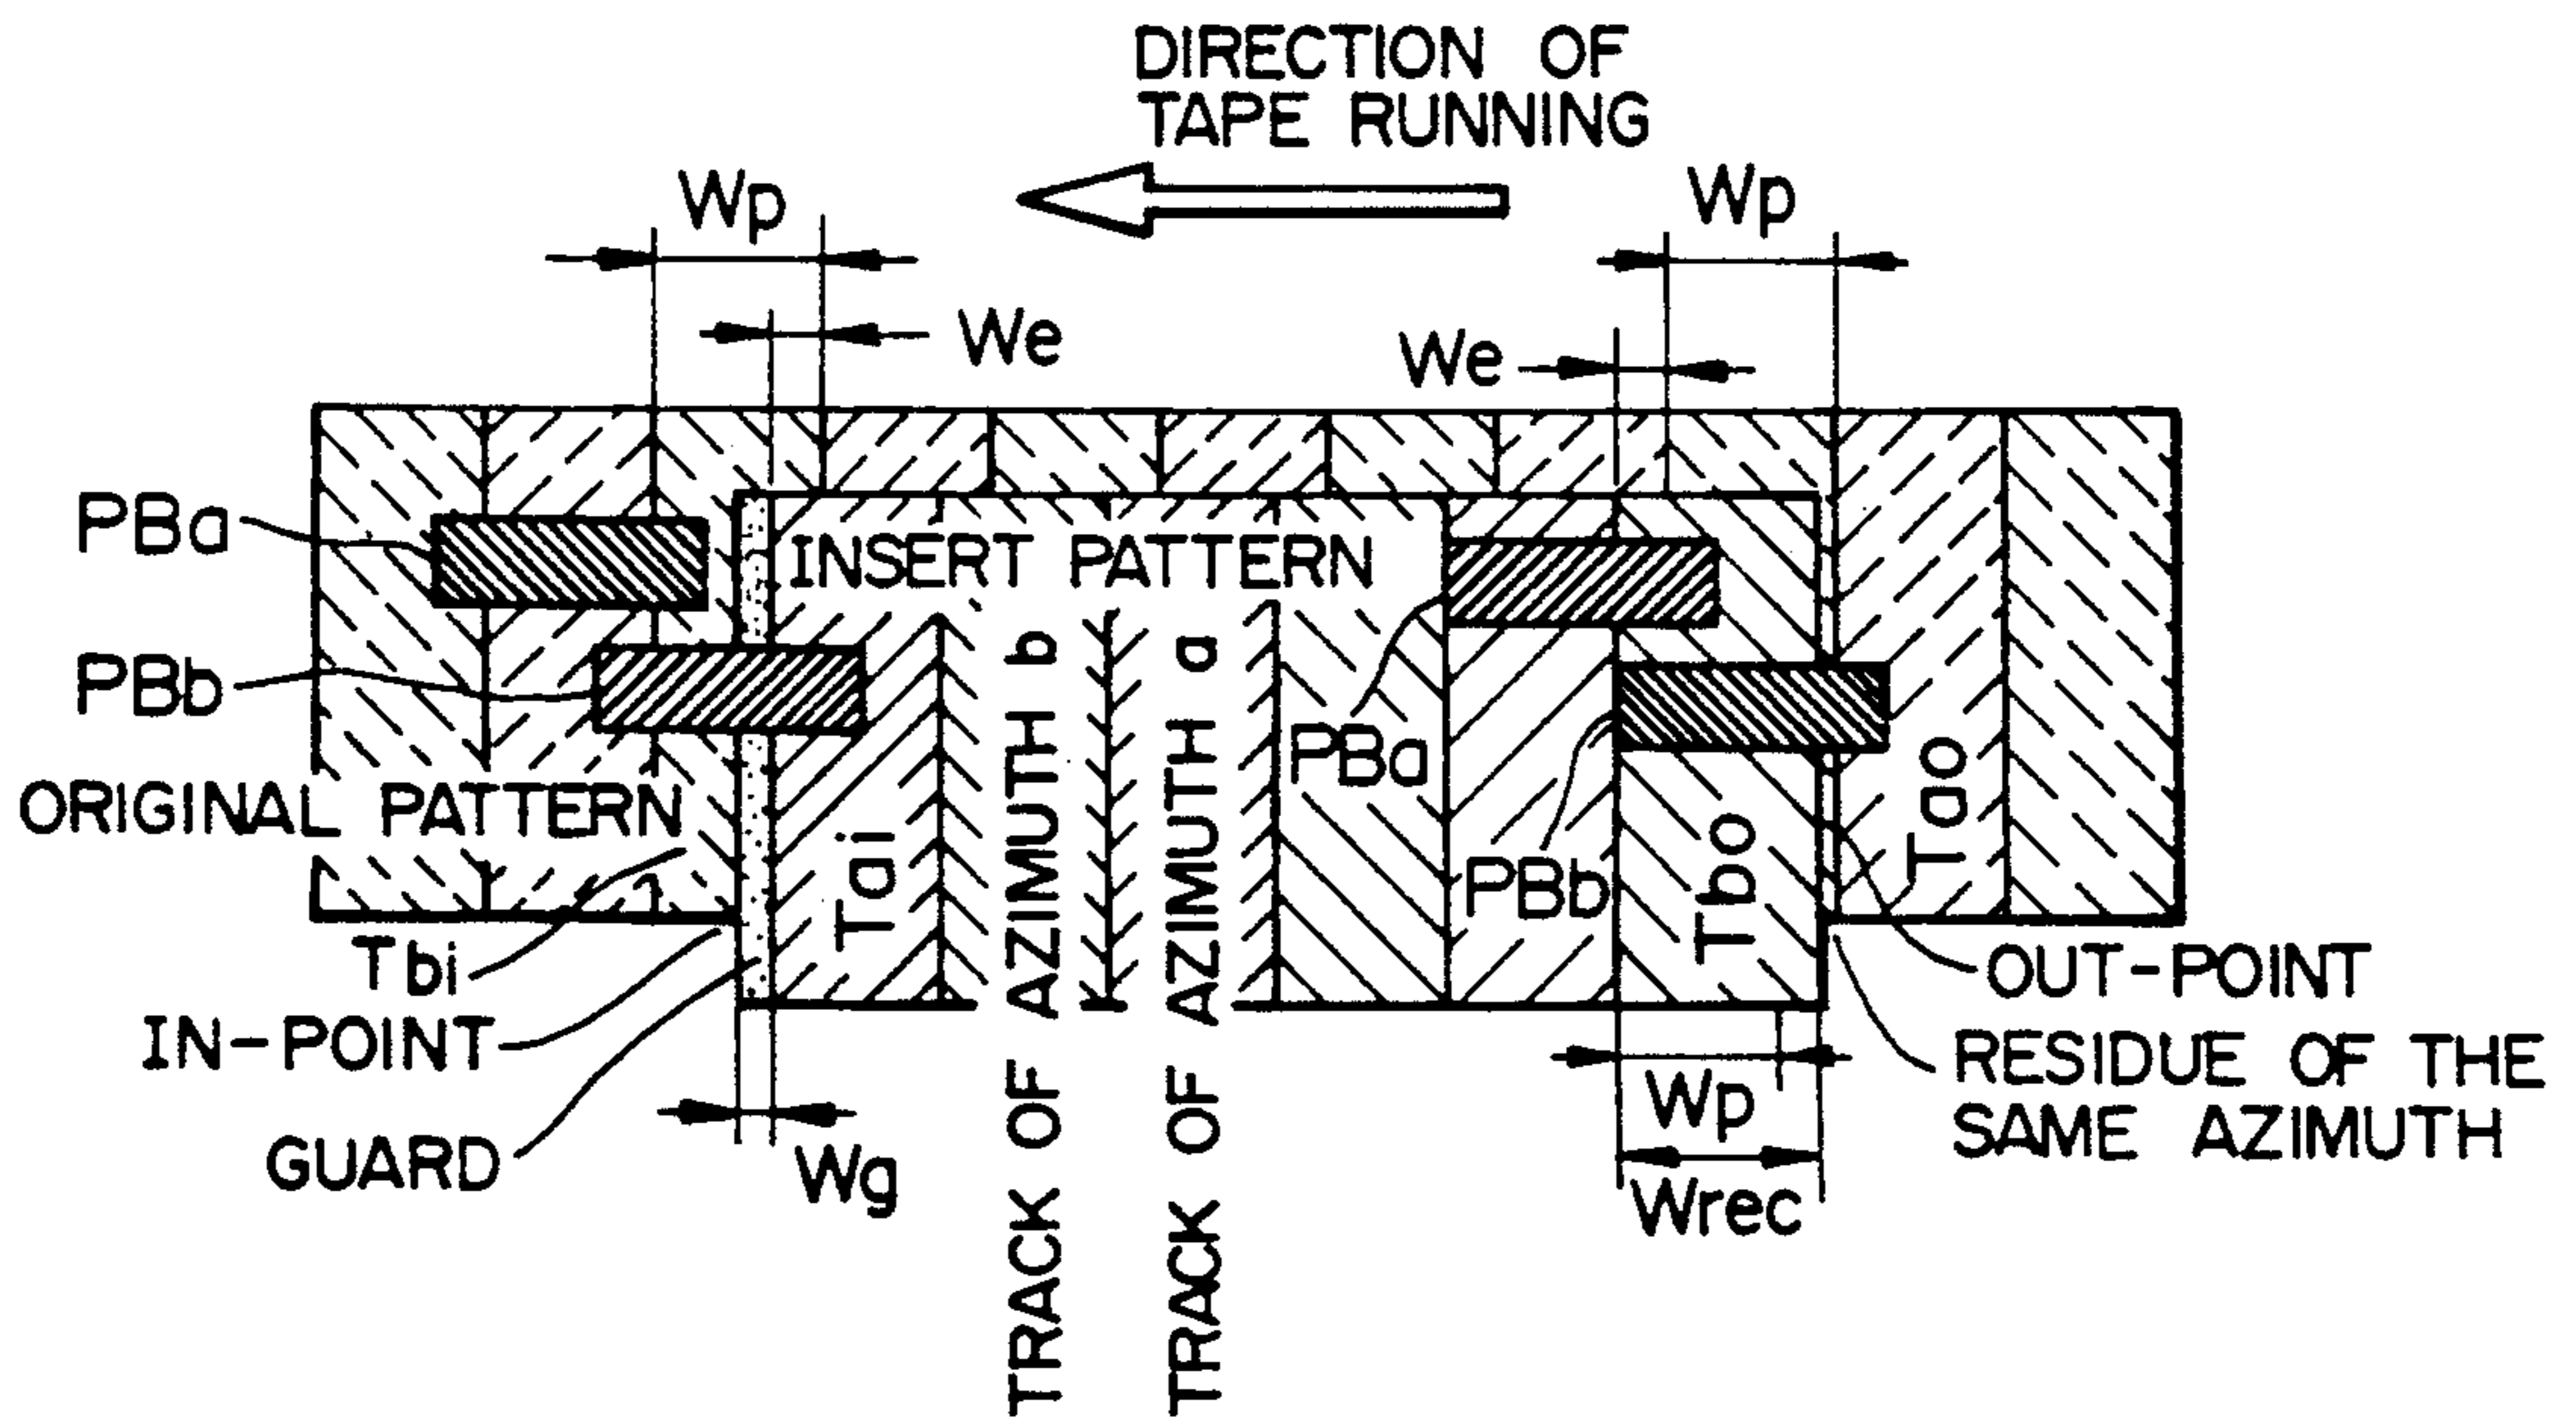 DIRECTION OF
TAPE RUNNING
Wp
Wp
We
We
PBa
INSERT PATTERN
PBb
PBa
ORIGINAL PATTERN
PBb
Tai
TRACK OF AZIMUTH b
TRACK OF AZIMUTH a
Tbo
Tao
Tbi
OUT-POINT
IN-POINT
RESIDUE OF THE
SAME AZIMUTH
Wp
GUARD
Wg
Wrec